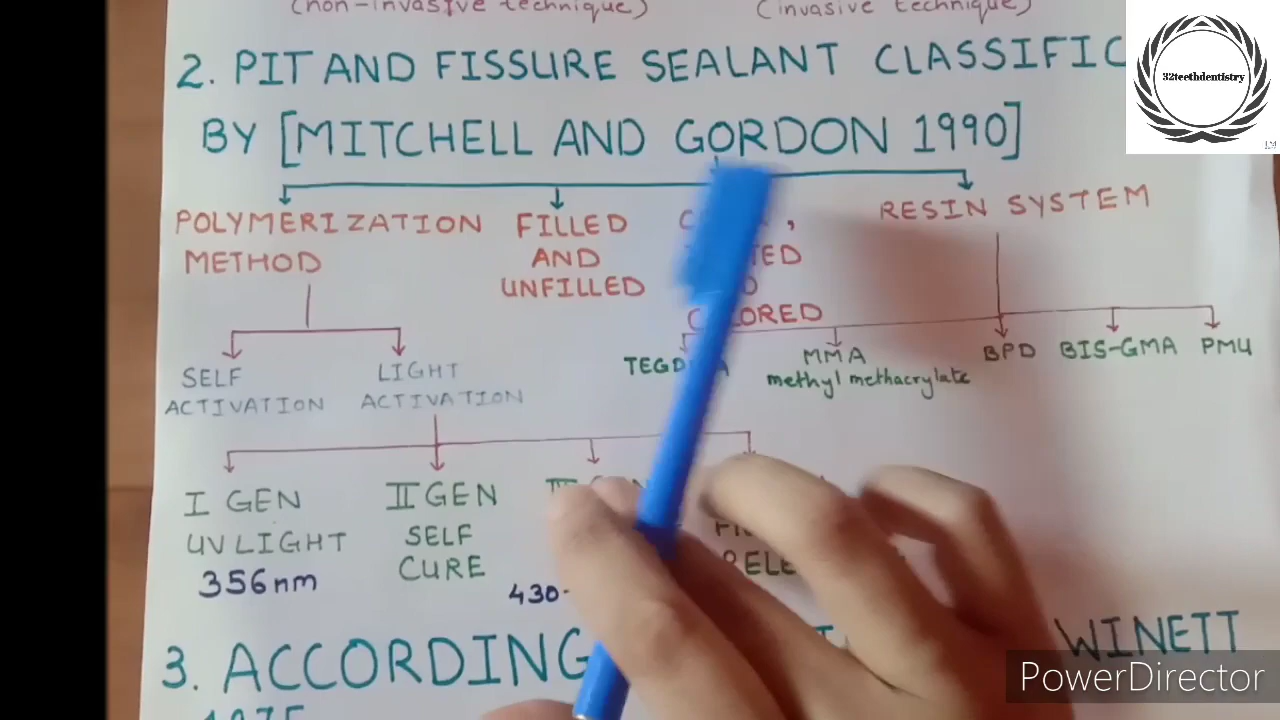 (non-invasive technique) (invasive technique)
2. PIT AND FISSURE SEALANT
BY [MITCHELL AND GORDON 1990]
POLYMERIZATION METHOD
FILLED AND UNFILLED
RESIN SYSTEM
SELF ACTIVATION
LIGHT ACTIVATION
MMA
methyl methacrylate
BPD
BIS-GMA
PMU
I GEN
UV LIGHT
356nm
II GEN
SELF
CURE
430-
3. ACCORDING
WINETT
1975
32teethdentistry
PowerDirector